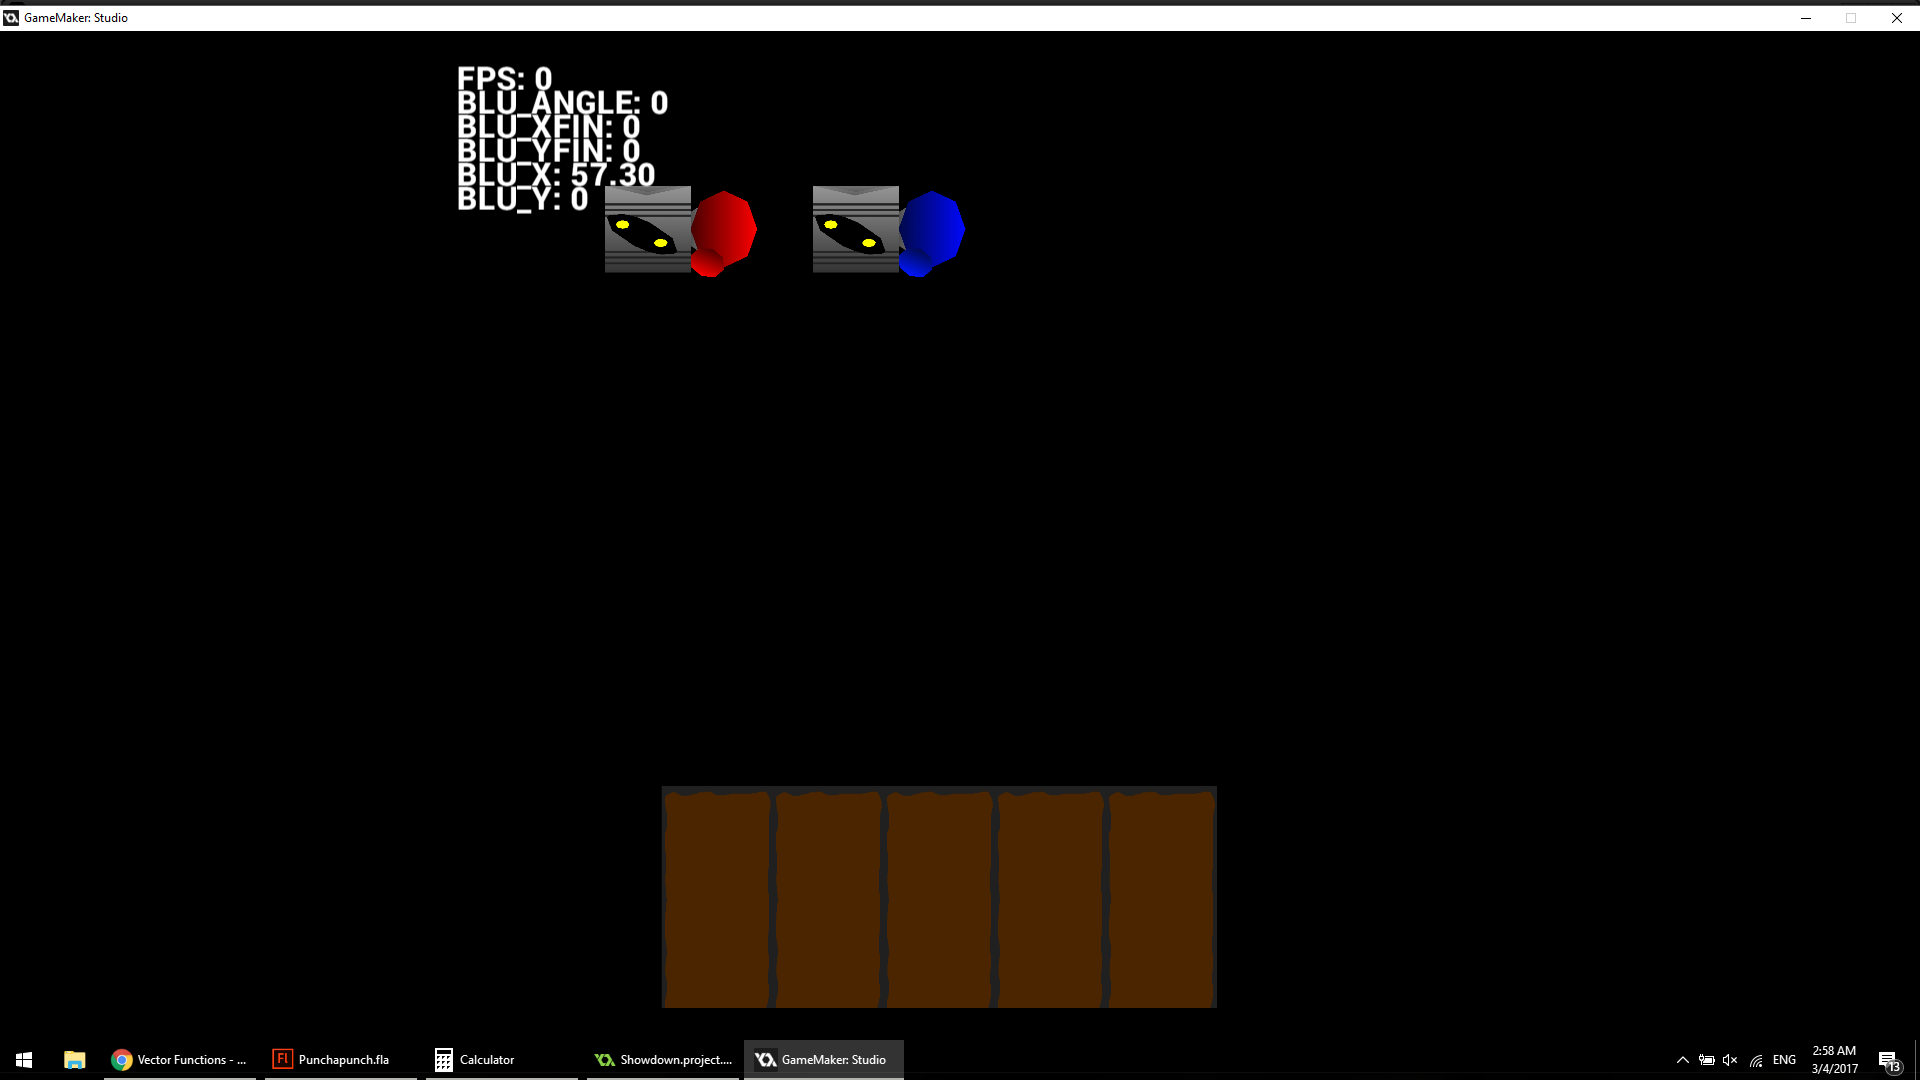 GameMaker: Studio
FPS: 0
BLU_ANGLE: 0
BLU_XFIN: 0
BLU_YFIN: 0
BLU_X: 57.30
BLU_Y: 0
Vector Functions - ...
Fl
Punchapunch.fla
Calculator
Showdown.project....
GameMaker: Studio
ENG
2:58 AM
3/4/2017
13